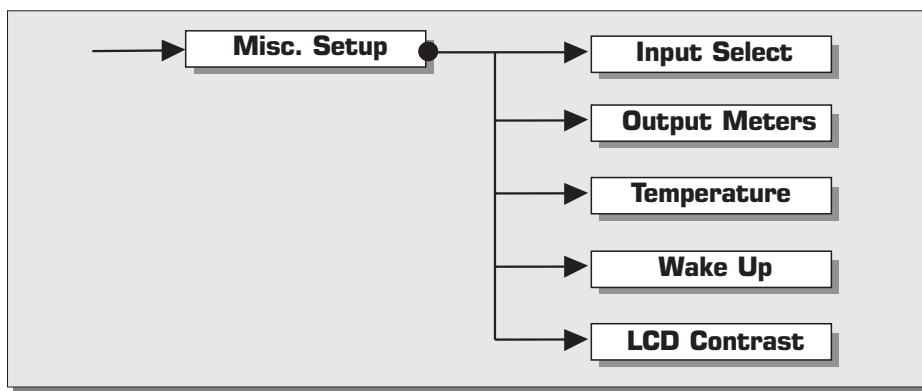 Misc. Setup
Input Select
Output Meters
Temperature
Wake Up
LCD Contrast